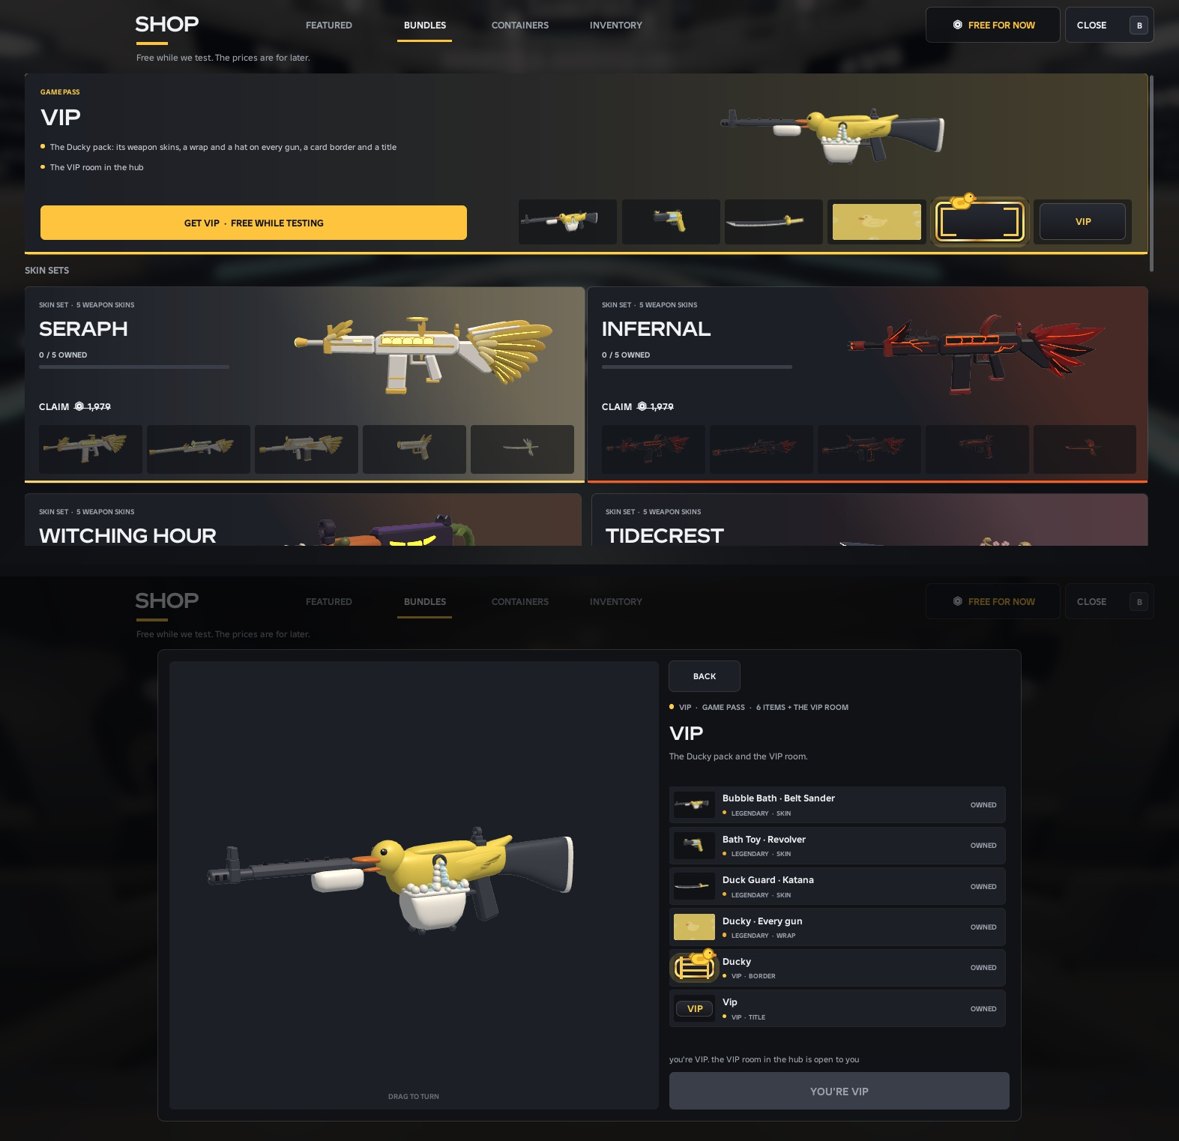 SHOP
FEATURED
BUNDLES
CONTAINERS
INVENTORY
FREE FOR NOW
CLOSE
B
Free while we test. The prices are for later.
GAMEPASS
VIP
The Ducky pack: its weapon skins, a wrap and a hat on every gun, a card border and a title
The VIP room in the hub
GET VIP · FREE WHILE TESTING
VIP
SKIN SETS
SKIN SET · 5 WEAPON SKINS
SERAPH
0 / 5 OWNED
CLAIM 1,979
SKIN SET · 5 WEAPON SKINS
INFERNAL
0 / 5 OWNED
CLAIM 1,979
SKIN SET · 5 WEAPON SKINS
WITCHING HOUR
SKIN SET · 5 WEAPON SKINS
TIDECREST
SHOP
FEATURED
BUNDLES
CONTAINERS
INVENTORY
FREE FOR NOW
CLOSE
B
Free while we test. The prices are for later.
BACK
VIP · GAME PASS · 6 ITEMS + THE VIP ROOM
VIP
The Ducky pack and the VIP room.
Bubble Bath · Belt Sander
LEGENDARY · SKIN
OWNED
Bath Toy · Revolver
LEGENDARY · SKIN
OWNED
Duck Guard · Katana
LEGENDARY · SKIN
OWNED
Ducky · Every gun
LEGENDARY · WRAP
OWNED
Ducky
VIP · BORDER
OWNED
VIP
Vip
VIP · TITLE
OWNED
you're VIP. the VIP room in the hub is open to you
YOU'RE VIP
DRAG TO TURN